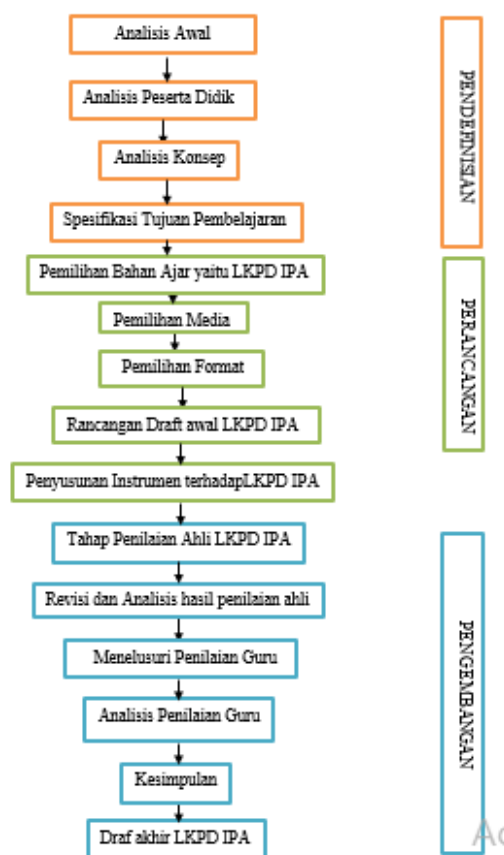 Analisis Awal
Analisis Peserta Didik
Analisis Konsep
Spesifikasi Tujuan Pembelajaran
PENDEFINISIAN
Pemilihan Bahan Ajar yaitu LKPD IPA
Pemilihan Media
Pemilihan Format
Rancangan Draft awal LKPD IPA
Penyusunan Instrumen terhadapLKPD IPA
PERANCANGAN
Tahap Penilaian Ahli LKPD IPA
Revisi dan Analisis hasil penilaian ahli
Menelusuri Penilaian Guru
Analisis Penilaian Guru
Kesimpulan
Draf akhir LKPD IPA
PENGEMBANGAN